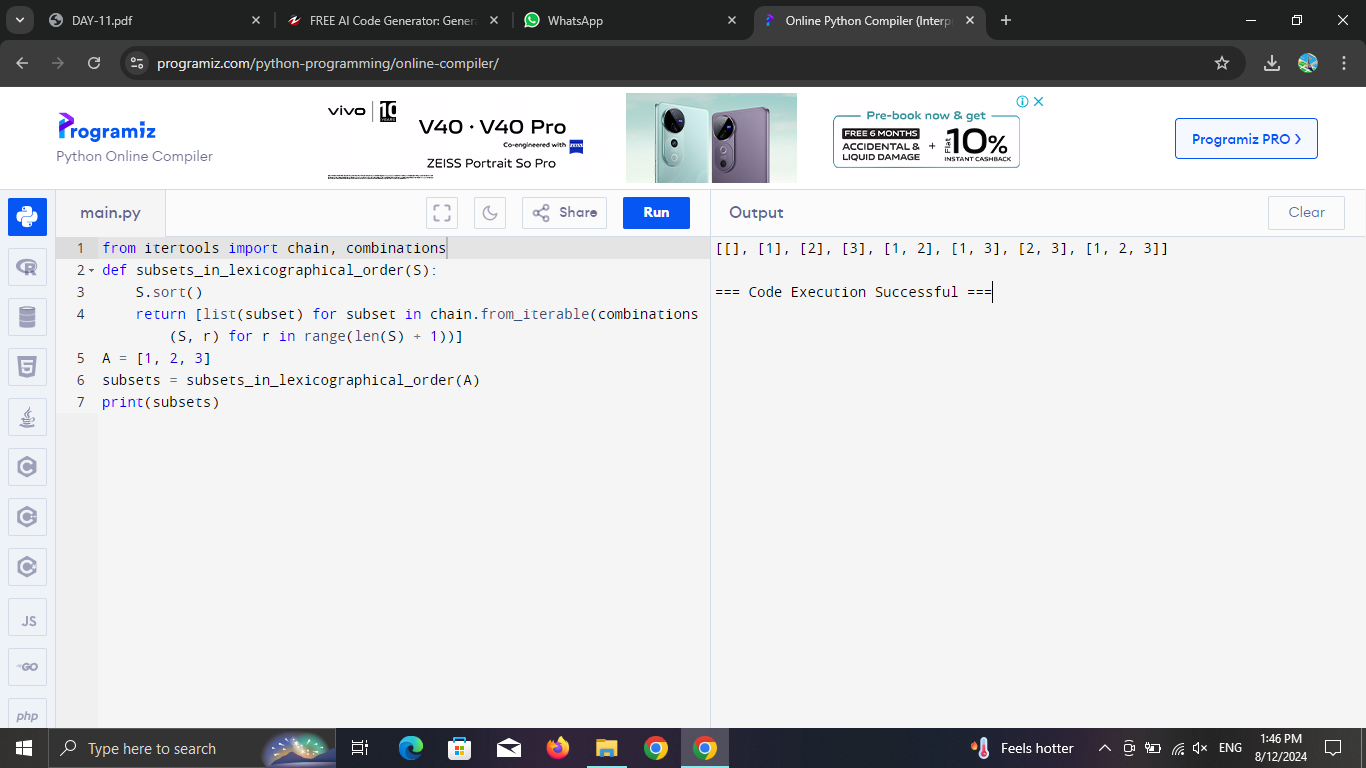 DAY-11.pdf
FREE AI Code Generator: Gener
WhatsApp
Online Python Compiler (Interp
programiz.com/python-programming/online-compiler/
Programiz
Python Online Compiler
vivo 10 YEARS
V40 · V40 Pro
Co-engineered with ZEISS
ZEISS Portrait So Pro
Pre-book now & get
FREE 6 MONTHS
ACCIDENTAL &
LIQUID DAMAGE
+
Flat 10%
INSTANT CASHBACK
Programiz PRO >
main.py
Share
Run
Output
Clear
1 from itertools import chain, combinations
2 def subsets_in_lexicographical_order(S):
3     S.sort()
4     return [list(subset) for subset in chain.from_iterable(combinations
        (S, r) for r in range(len(S) + 1))]
5 A = [1, 2, 3]
6 subsets = subsets_in_lexicographical_order(A)
7 print(subsets)
[[], [1], [2], [3], [1, 2], [1, 3], [2, 3], [1, 2, 3]]
=== Code Execution Successful ===
R
5
C
C
C
JS
GO
php
Type here to search
Feels hotter
ENG
1:46 PM
8/12/2024